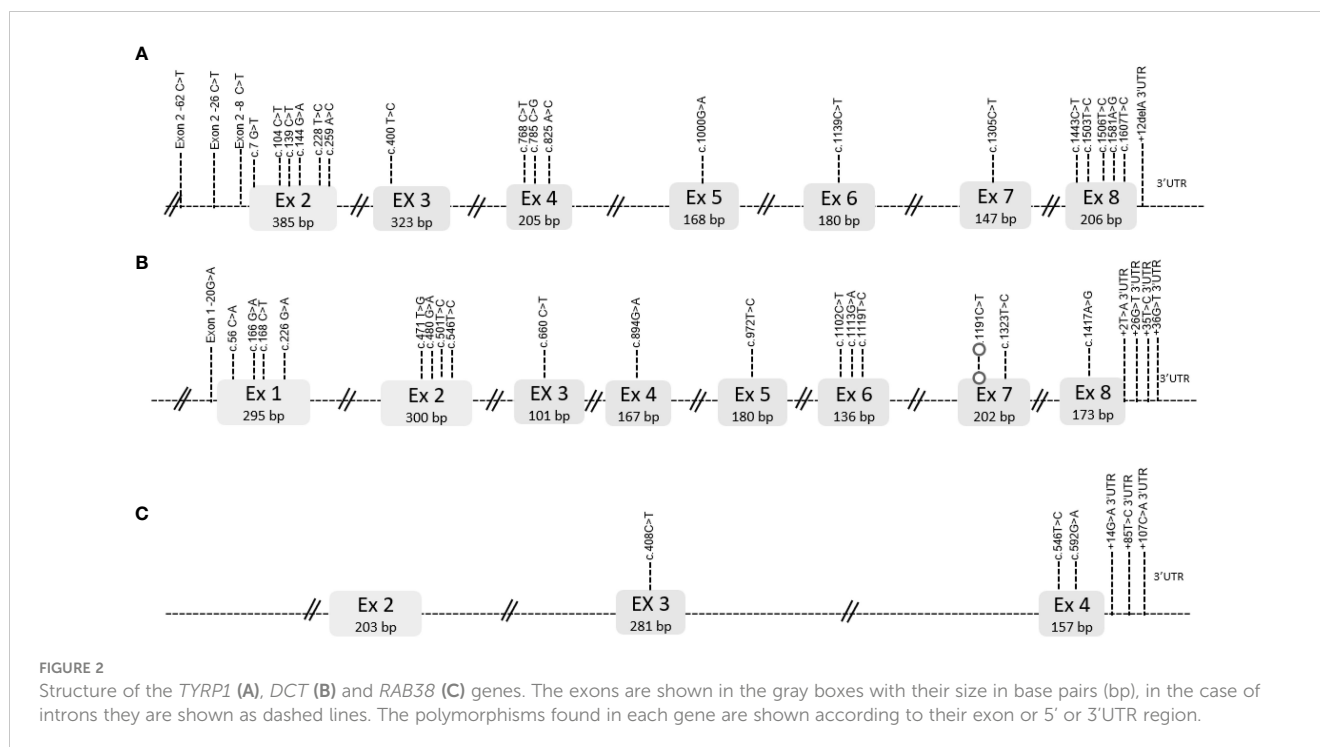 A
Exon 2 -62 C>T
Exon 2 -26 C>T
Exon 2 -8 C>T
c.7 G>T
c.104 C>T
c.139 C>T
c.144 G>A
c.228 T>C
c.259 A>C
c.400 T>C
c.768 C>T
c.785 C>G
c.825 A>C
c.1000G>A
c.1139C>T
c.1305C>T
c.1443C>T
c.1503T>C
c.1506T>C
c.1581A>G
c.1607T>C
+12delA 3'UTR
3'UTR
Ex 2
385 bp
EX 3
323 bp
Ex 4
205 bp
Ex 5
168 bp
Ex 6
180 bp
Ex 7
147 bp
Ex 8
206 bp
B
Exon 1 -20G>A
c.56 C>A
c.166 G>A
c.168 C>T
c.226 G>A
c.471 T>G
c.480 G>A
c.501T>C
c.546T>C
c.660 C>T
c.894G>A
c.972T>C
c.1102C>T
c.1113G>A
c.1119T>C
c.1191C>T
c.1323T>C
c.1417A>G
+2T>A 3'UTR
+26G>T 3'UTR
+35T>C 3'UTR
+36G>T 3'UTR
3'UTR
Ex 1
295 bp
Ex 2
300 bp
EX 3
101 bp
Ex 4
167 bp
Ex 5
180 bp
Ex 6
136 bp
Ex 7
202 bp
Ex 8
173 bp
C
c.408C>T
c.546T>C
c.592G>A
+14G>A 3'UTR
+85T>C 3'UTR
+107C>A 3'UTR
3'UTR
Ex 2
203 bp
EX 3
281 bp
Ex 4
157 bp
FIGURE 2
Structure of the TYRP1 (A), DCT (B) and RAB38 (C) genes. The exons are shown in the gray boxes with their size in base pairs (bp), in the case of
introns they are shown as dashed lines. The polymorphisms found in each gene are shown according to their exon or 5' or 3'UTR region.